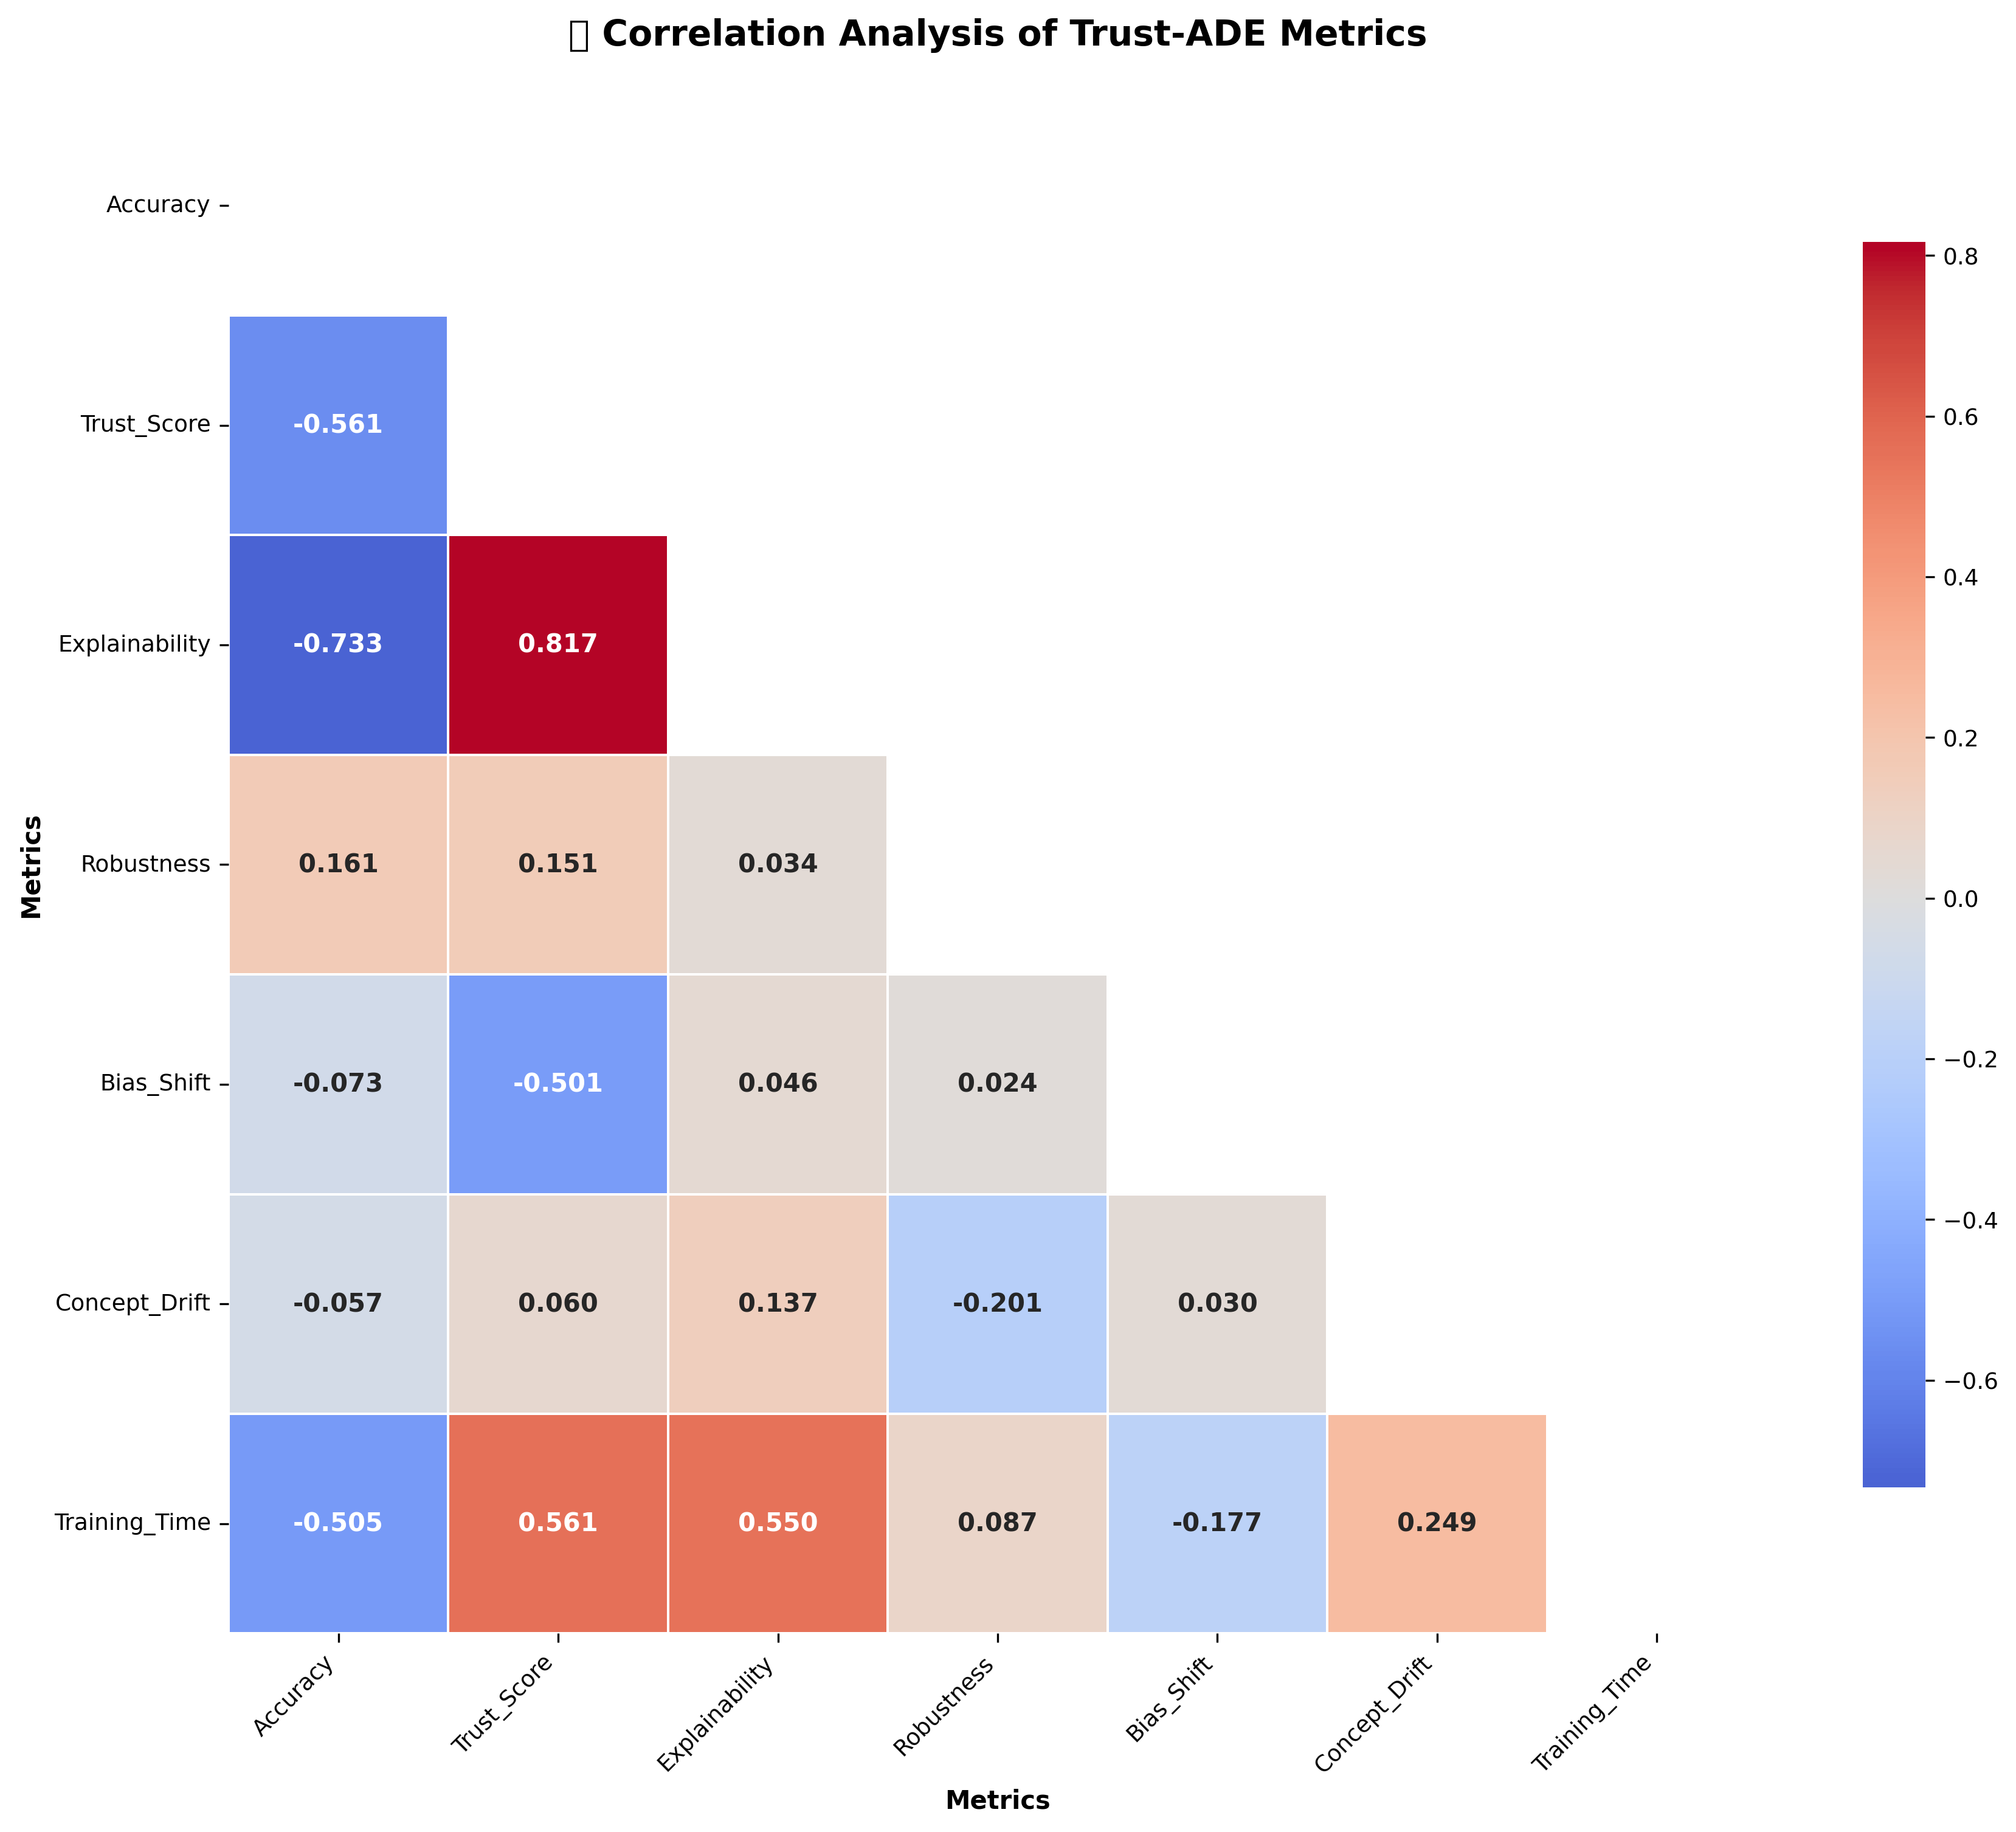 Correlation Analysis of Trust-ADE Metrics
Accuracy
Trust_Score
-0.561
Explainability
-0.733 0.817
Robustness
0.161 0.151 0.034
Bias_Shift
-0.073 -0.501 0.046 0.024
Concept_Drift
-0.057 0.060 0.137 -0.201 0.030
Training_Time
-0.505 0.561 0.550 0.087 -0.177 0.249
Metrics
Accuracy
Trust_Score
Explainability
Robustness
Bias_Shift
Concept_Drift
Training_Time
Metrics
0.8
0.6
0.4
0.2
0.0
−0.2
−0.4
−0.6